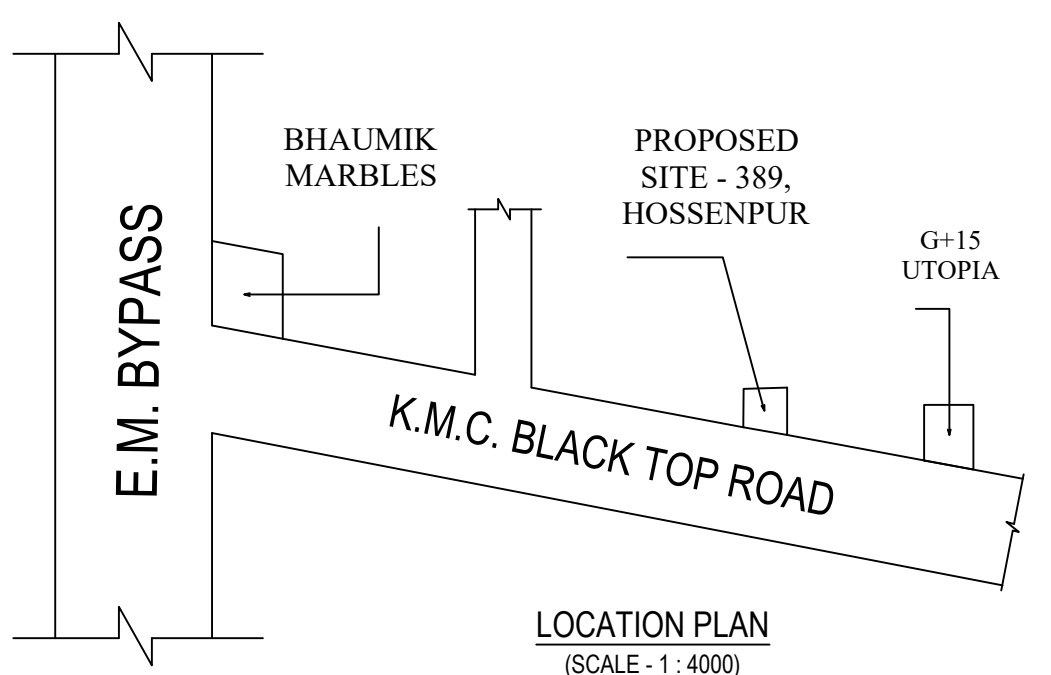 BHAUMIK
MARBLES
PROPOSED
SITE - 389,
HOSSENPUR
G+15
UTOPIA
E.M. BYPASS
K.M.C. BLACK TOP ROAD
LOCATION PLAN
(SCALE - 1 : 4000)